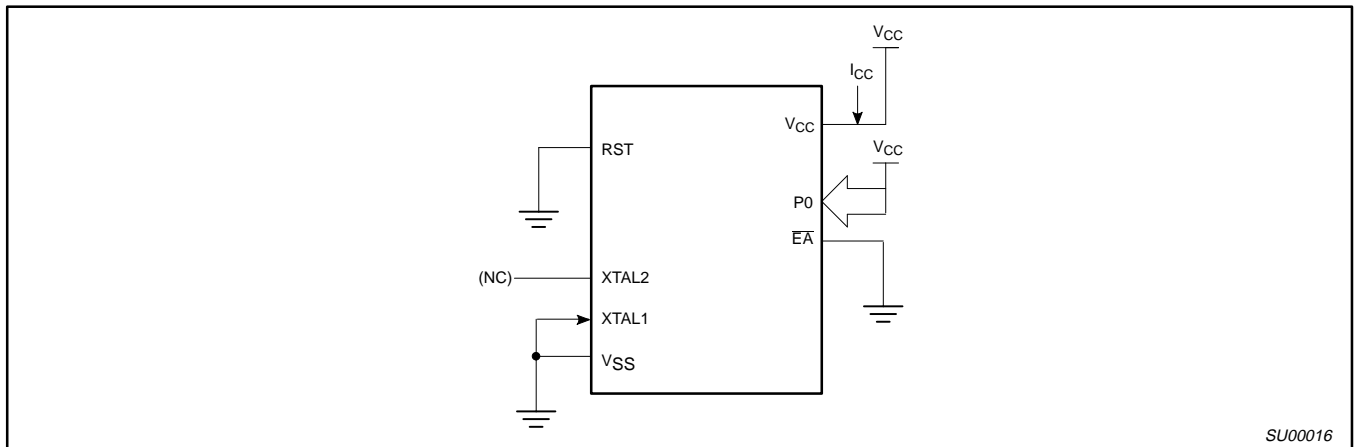 VCC
ICC
VCC
RST
VCC
P0
EA
(NC)
XTAL2
XTAL1
VSS
SU00016